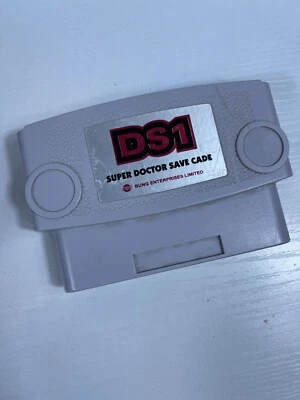 DS1
SUPER DOCTOR SAVE CADE
BUNG ENTERPRISES LIMITED